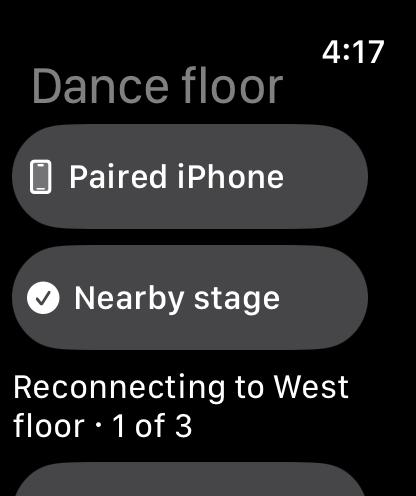 4:17
Dance floor
Paired iPhone
Nearby stage
Reconnecting to West
floor · 1 of 3